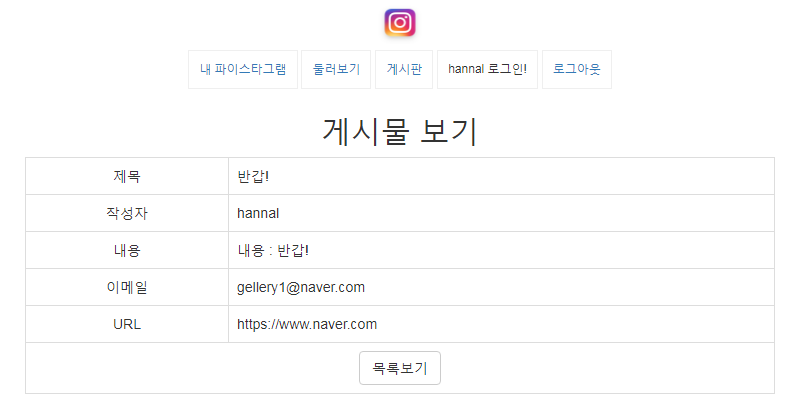 내 파이스타그램 둘러보기 게시판 hannal 로그인! 로그아웃
게시물 보기
제목 반갑!
작성자 hannal
내용 내용 : 반갑!
이메일 gellery1@naver.com
URL https://www.naver.com
목록보기